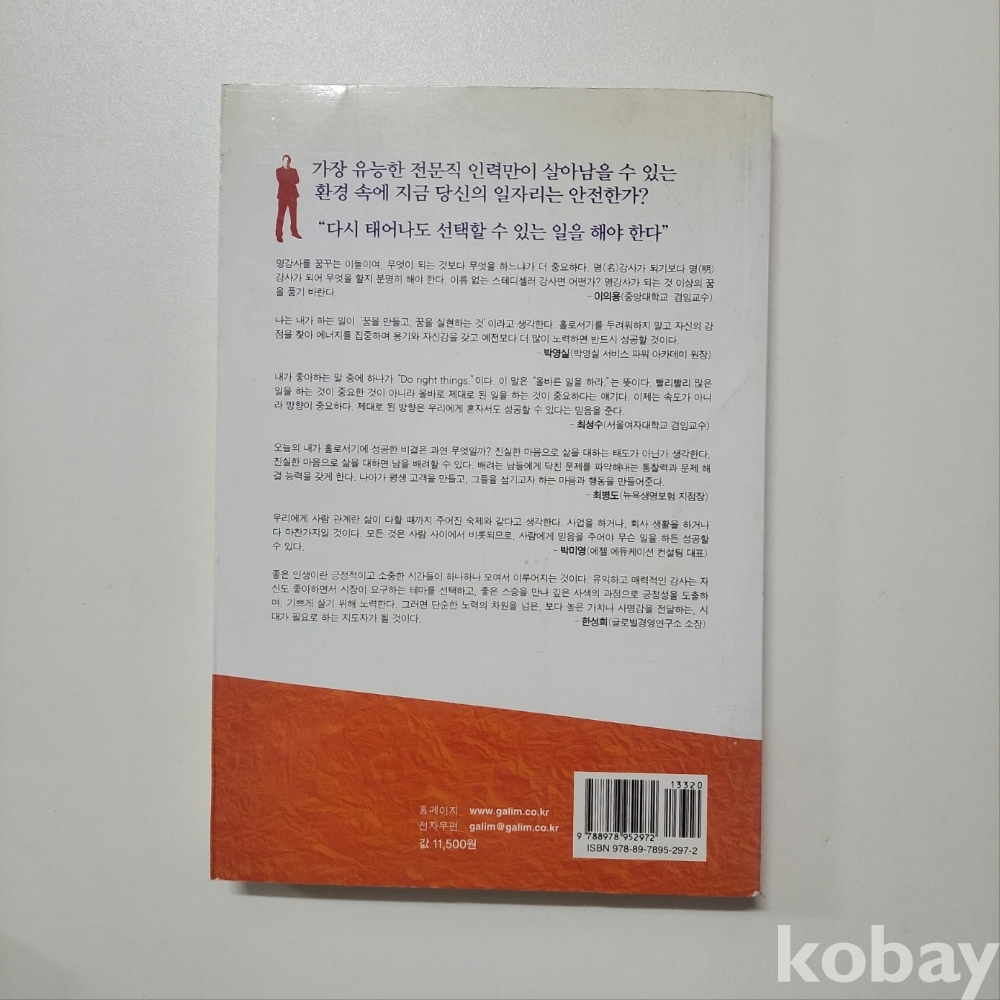 가장 유능한 전문직 인력만이 살아남을 수 있는
환경 속에 지금 당신의 일자리는 안전한가?
“다시 태어나도 선택할 수 있는 일을 해야 한다”
명강사를 꿈꾸는 이들이여, 무엇이 되는 것보다 무엇을 하느냐가 더 중요하다. 명(名)강사가 되기보다 명(明)
강사가 되어 무엇을 할지 분명히 해야 한다. 이름 없는 스테디셀러 강사면 어떤가? 명강사가 되는 것 이상의 꿈
을 품기 바란다. - 이의용(중앙대학교 겸임교수)
나는 내가 하는 일이 ‘꿈을 만들고, 꿈을 실현하는 것’이라고 생각한다. 홀로서기를 두려워하지 말고 자신의 강
점을 찾아 에너지를 집중하며 용기와 자신감을 갖고 예전보다 더 많이 노력하면 반드시 성공할 것이다.
- 박영실(박영실 서비스 파워 아카데미 원장)
내가 좋아하는 말 중에 하나가 “Do right things.”이다. 이 말은 “올바른 일을 하라.”는 뜻이다. 빨리빨리 많은
일을 하는 것이 중요한 것이 아니라 올바로 제대로 된 일을 하는 것이 중요하다는 얘기다. 이제는 속도가 아니
라 방향이 중요하다. 제대로 된 방향은 우리에게 혼자서도 성공할 수 있다는 믿음을 준다.
- 최성수(서울여자대학교 겸임교수)
오늘의 내가 홀로서기에 성공한 비결은 과연 무엇일까? 진실한 마음으로 삶을 대하는 태도가 아닌가 생각한다.
진실한 마음으로 삶을 대하면 남을 배려할 수 있다. 배려는 남들에게 닥친 문제를 파악해내는 통찰력과 문제 해
결 능력을 갖게 한다. 나아가 평생 고객을 만들고, 그들을 섬기고자 하는 마음과 행동을 만들어준다.
- 최병도(뉴욕생명보험 지점장)
우리에게 사람 관계란 삶이 다할 때까지 주어진 숙제와 같다고 생각한다. 사업을 하거나, 회사 생활을 하거나
다 마찬가지일 것이다. 모든 것은 사람 사이에서 비롯되므로, 사람에게 믿음을 주어야 무슨 일을 하든 성공할
수 있다. - 박미영(에젤 에듀케이션 컨설팅 대표)
좋은 인생이란 긍정적이고 소중한 시간들이 하나하나 모여서 이루어지는 것이다. 유익하고 매력적인 강사는 자
신도 좋아하면서 시장이 요구하는 테마를 선택하고, 좋은 스승을 만나 깊은 사색의 과정으로 긍정성을 도출하
며, 기쁘게 살기 위해 노력한다. 그러면 단순한 노력의 차원을 넘은, 보다 높은 가치나 사명감을 전달하는, 시
대가 필요로 하는 지도자가 될 것이다. - 한성희(글로벌경영연구소 소장)
홈페이지_ www.galim.co.kr
전자우편_ galim@galim.co.kr
값 11,500원
13320
9 788978 952972
ISBN 978-89-7895-297-2
kobay